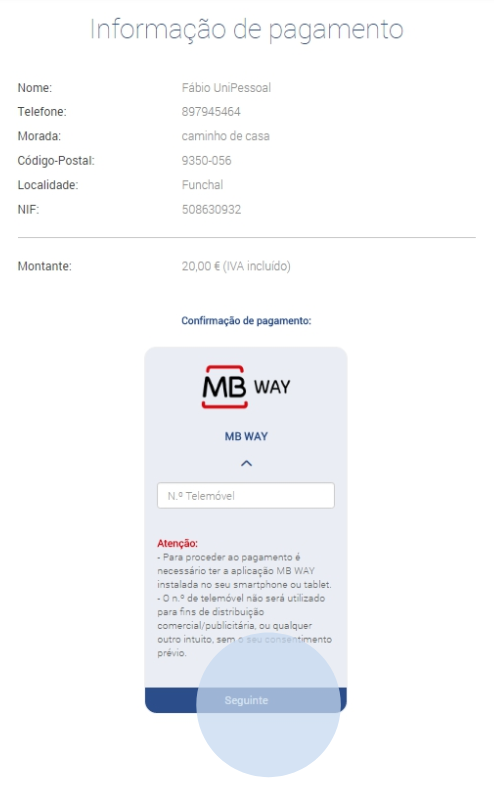 Informação de pagamento
Nome: Fábio UniPessoal
Telefone: 897945464
Morada: caminho de casa
Código-Postal: 9350-056
Localidade: Funchal
NIF: 508630932
Montante: 20,00 € (IVA incluído)
Confirmação de pagamento:
MB WAY
MB WAY
N.º Telemóvel
Atenção:
- Para proceder ao pagamento é
necessário ter a aplicação MB WAY
instalada no seu smartphone ou tablet.
- O n.º de telemóvel não será utilizado
para fins de distribuição
comercial/publicitária, ou qualquer
outro intuito, sem o seu consentimento
prévio.
Seguinte